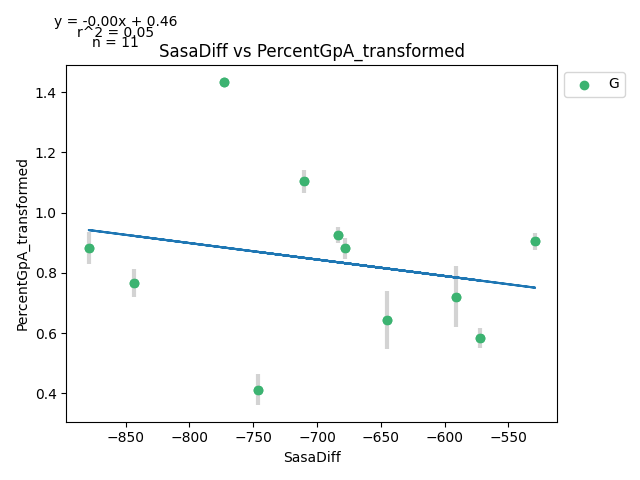 y = -0.00x + 0.46
r^2 = 0.05
n = 11
SasaDiff vs PercentGpA_transformed
G
PercentGpA_transformed
1.4
1.2
1.0
0.8
0.6
0.4
−850
−800
−750
−700
−650
−600
−550
SasaDiff